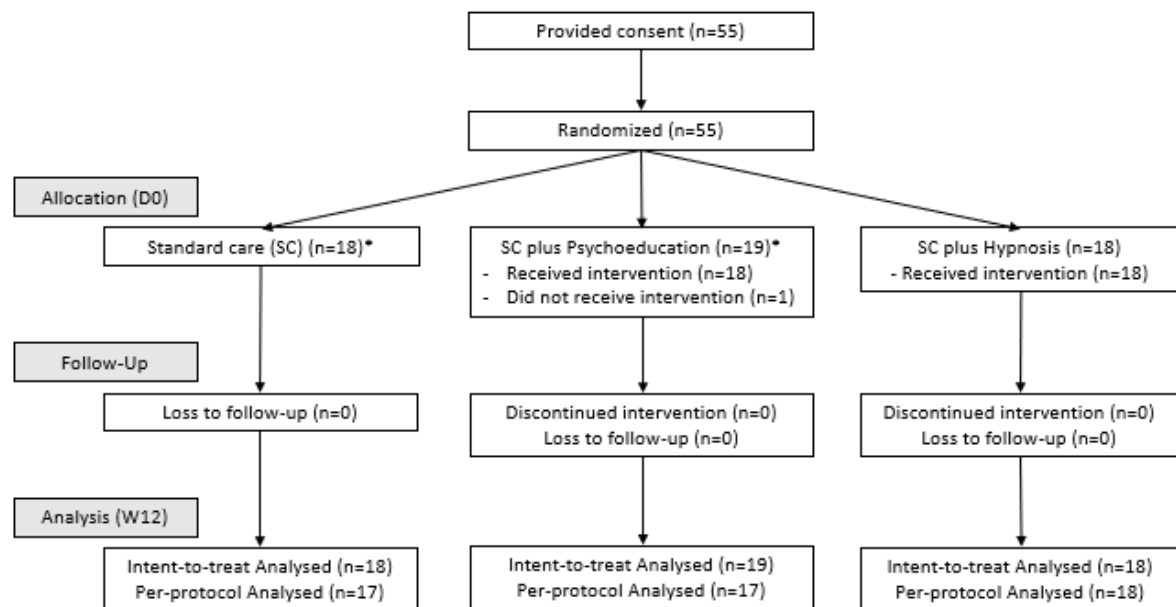 Provided consent (n=55)
Randomized (n=55)
Allocation (D0)
Standard care (SC) (n=18)*
SC plus Psychoeducation (n=19)*
- Received intervention (n=18)
- Did not receive intervention (n=1)
SC plus Hypnosis (n=18)
- Received intervention (n=18)
Follow-Up
Loss to follow-up (n=0)
Discontinued intervention (n=0)
Loss to follow-up (n=0)
Discontinued intervention (n=0)
Loss to follow-up (n=0)
Analysis (W12)
Intent-to-treat Analysed (n=18)
Per-protocol Analysed (n=17)
Intent-to-treat Analysed (n=19)
Per-protocol Analysed (n=17)
Intent-to-treat Analysed (n=18)
Per-protocol Analysed (n=18)